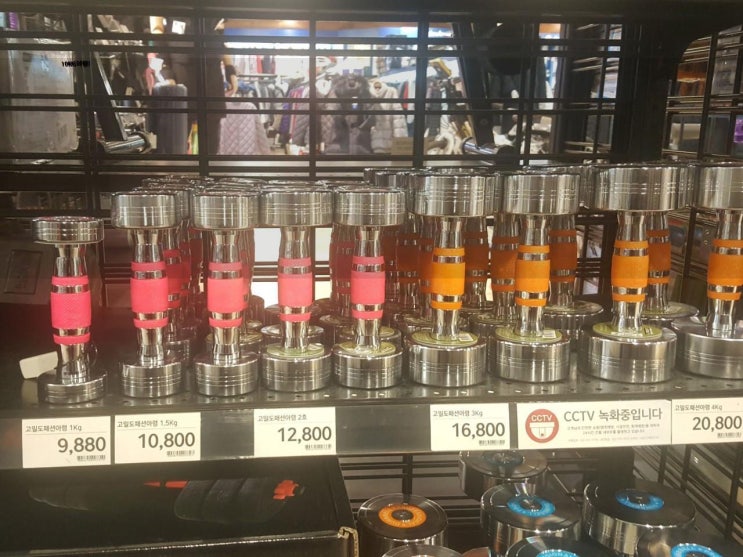 고밀도패션아령 1Kg
9,880
고밀도패션아령 1.5Kg
10,800
고밀도패션아령 2호
12,800
고밀도패션아령 3Kg
16,800
CCTV
CCTV 녹화중입니다
고밀도패션아령 4Kg
20,800